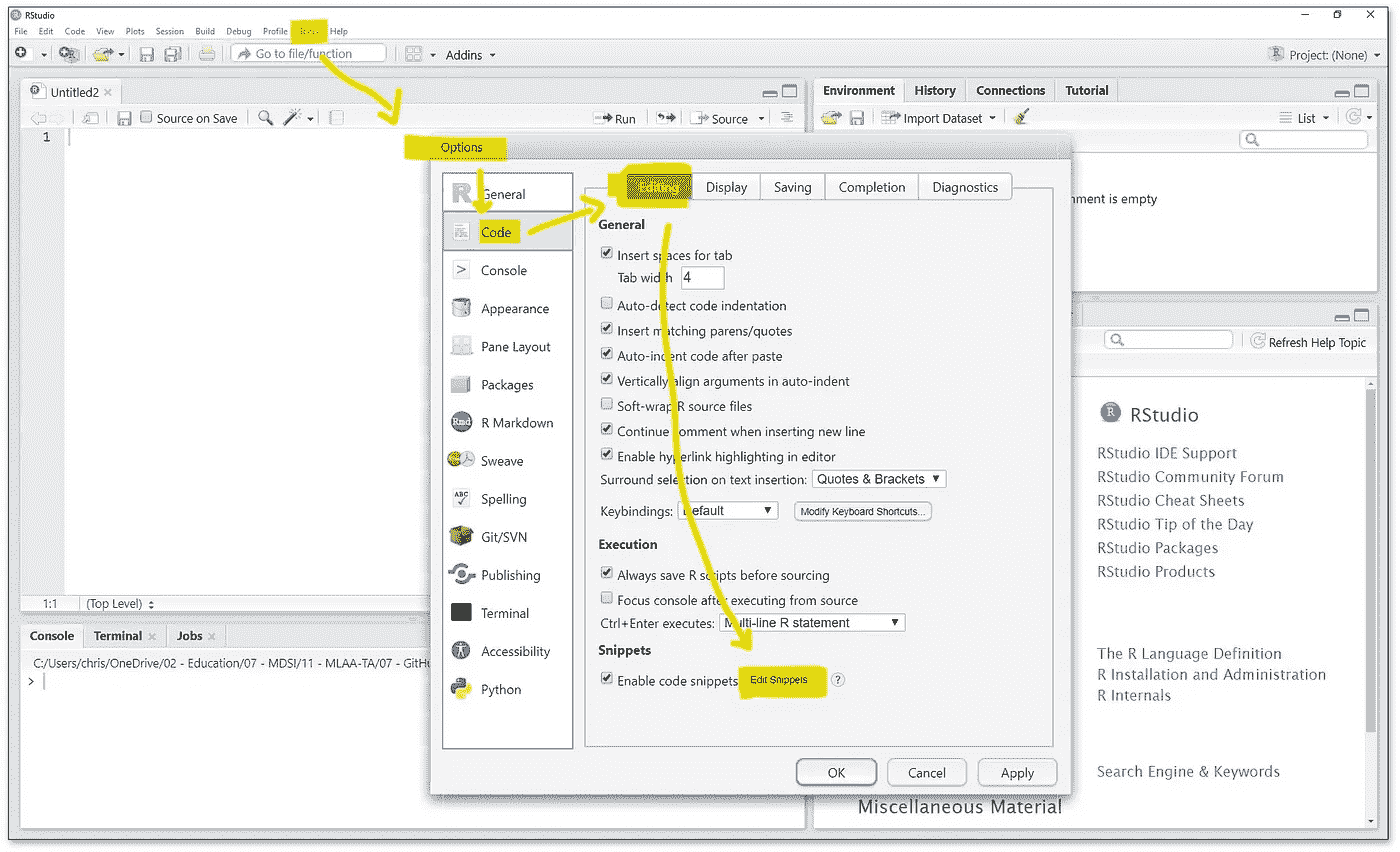 RStudio
File Edit Code View Plots Session Build Debug Profile Tools Help
Go to file/function Addins Project: (None)
Untitled2
Source on Save Run Source
1
1:1 (Top Level)
Console Terminal Jobs
C:/Users/chris/OneDrive/02 - Education/07 - MDSI/11 - MLAA-TA/07 - GitHu
>
Environment History Connections Tutorial
Import Dataset List
nment is empty
Options
General
Code
Console
Appearance
Pane Layout
Packages
R Markdown
Sweave
Spelling
Git/SVN
Publishing
Terminal
Accessibility
Python
Editing Display Saving Completion Diagnostics
General
Insert spaces for tab
Tab width 4
Auto-detect code indentation
Insert matching parens/quotes
Auto-indent code after paste
Vertically align arguments in auto-indent
Soft-wrap R source files
Continue comment when inserting new line
Enable hyperlink highlighting in editor
Surround selection on text insertion: Quotes & Brackets
Keybindings: Default Modify Keyboard Shortcuts...
Execution
Always save R scripts before sourcing
Focus console after executing from source
Ctrl+Enter executes: Multi-line R statement
Snippets
Enable code snippets Edit Snippets ?
OK Cancel Apply
Refresh Help Topic
R RStudio
RStudio IDE Support
RStudio Community Forum
RStudio Cheat Sheets
RStudio Tip of the Day
RStudio Packages
RStudio Products
The R Language Definition
R Installation and Administration
R Internals
Search Engine & Keywords
Miscellaneous Material